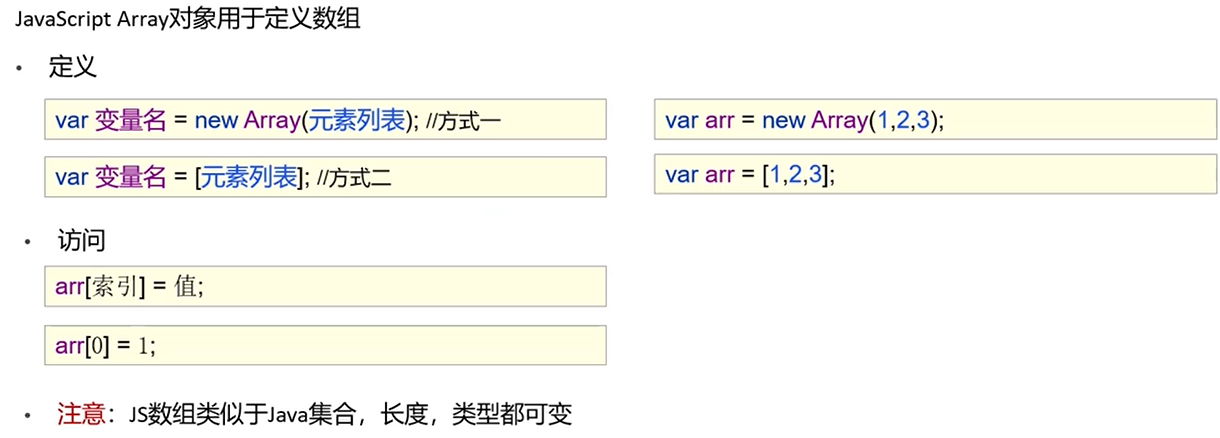 JavaScript Array对象用于定义数组
• 定义
var 变量名 = new Array(元素列表); //方式一
var arr = new Array(1,2,3);
var 变量名 = [元素列表]; //方式二
var arr = [1,2,3];
• 访问
arr[索引] = 值;
arr[0] = 1;
• 注意：JS数组类似于Java集合，长度，类型都可变